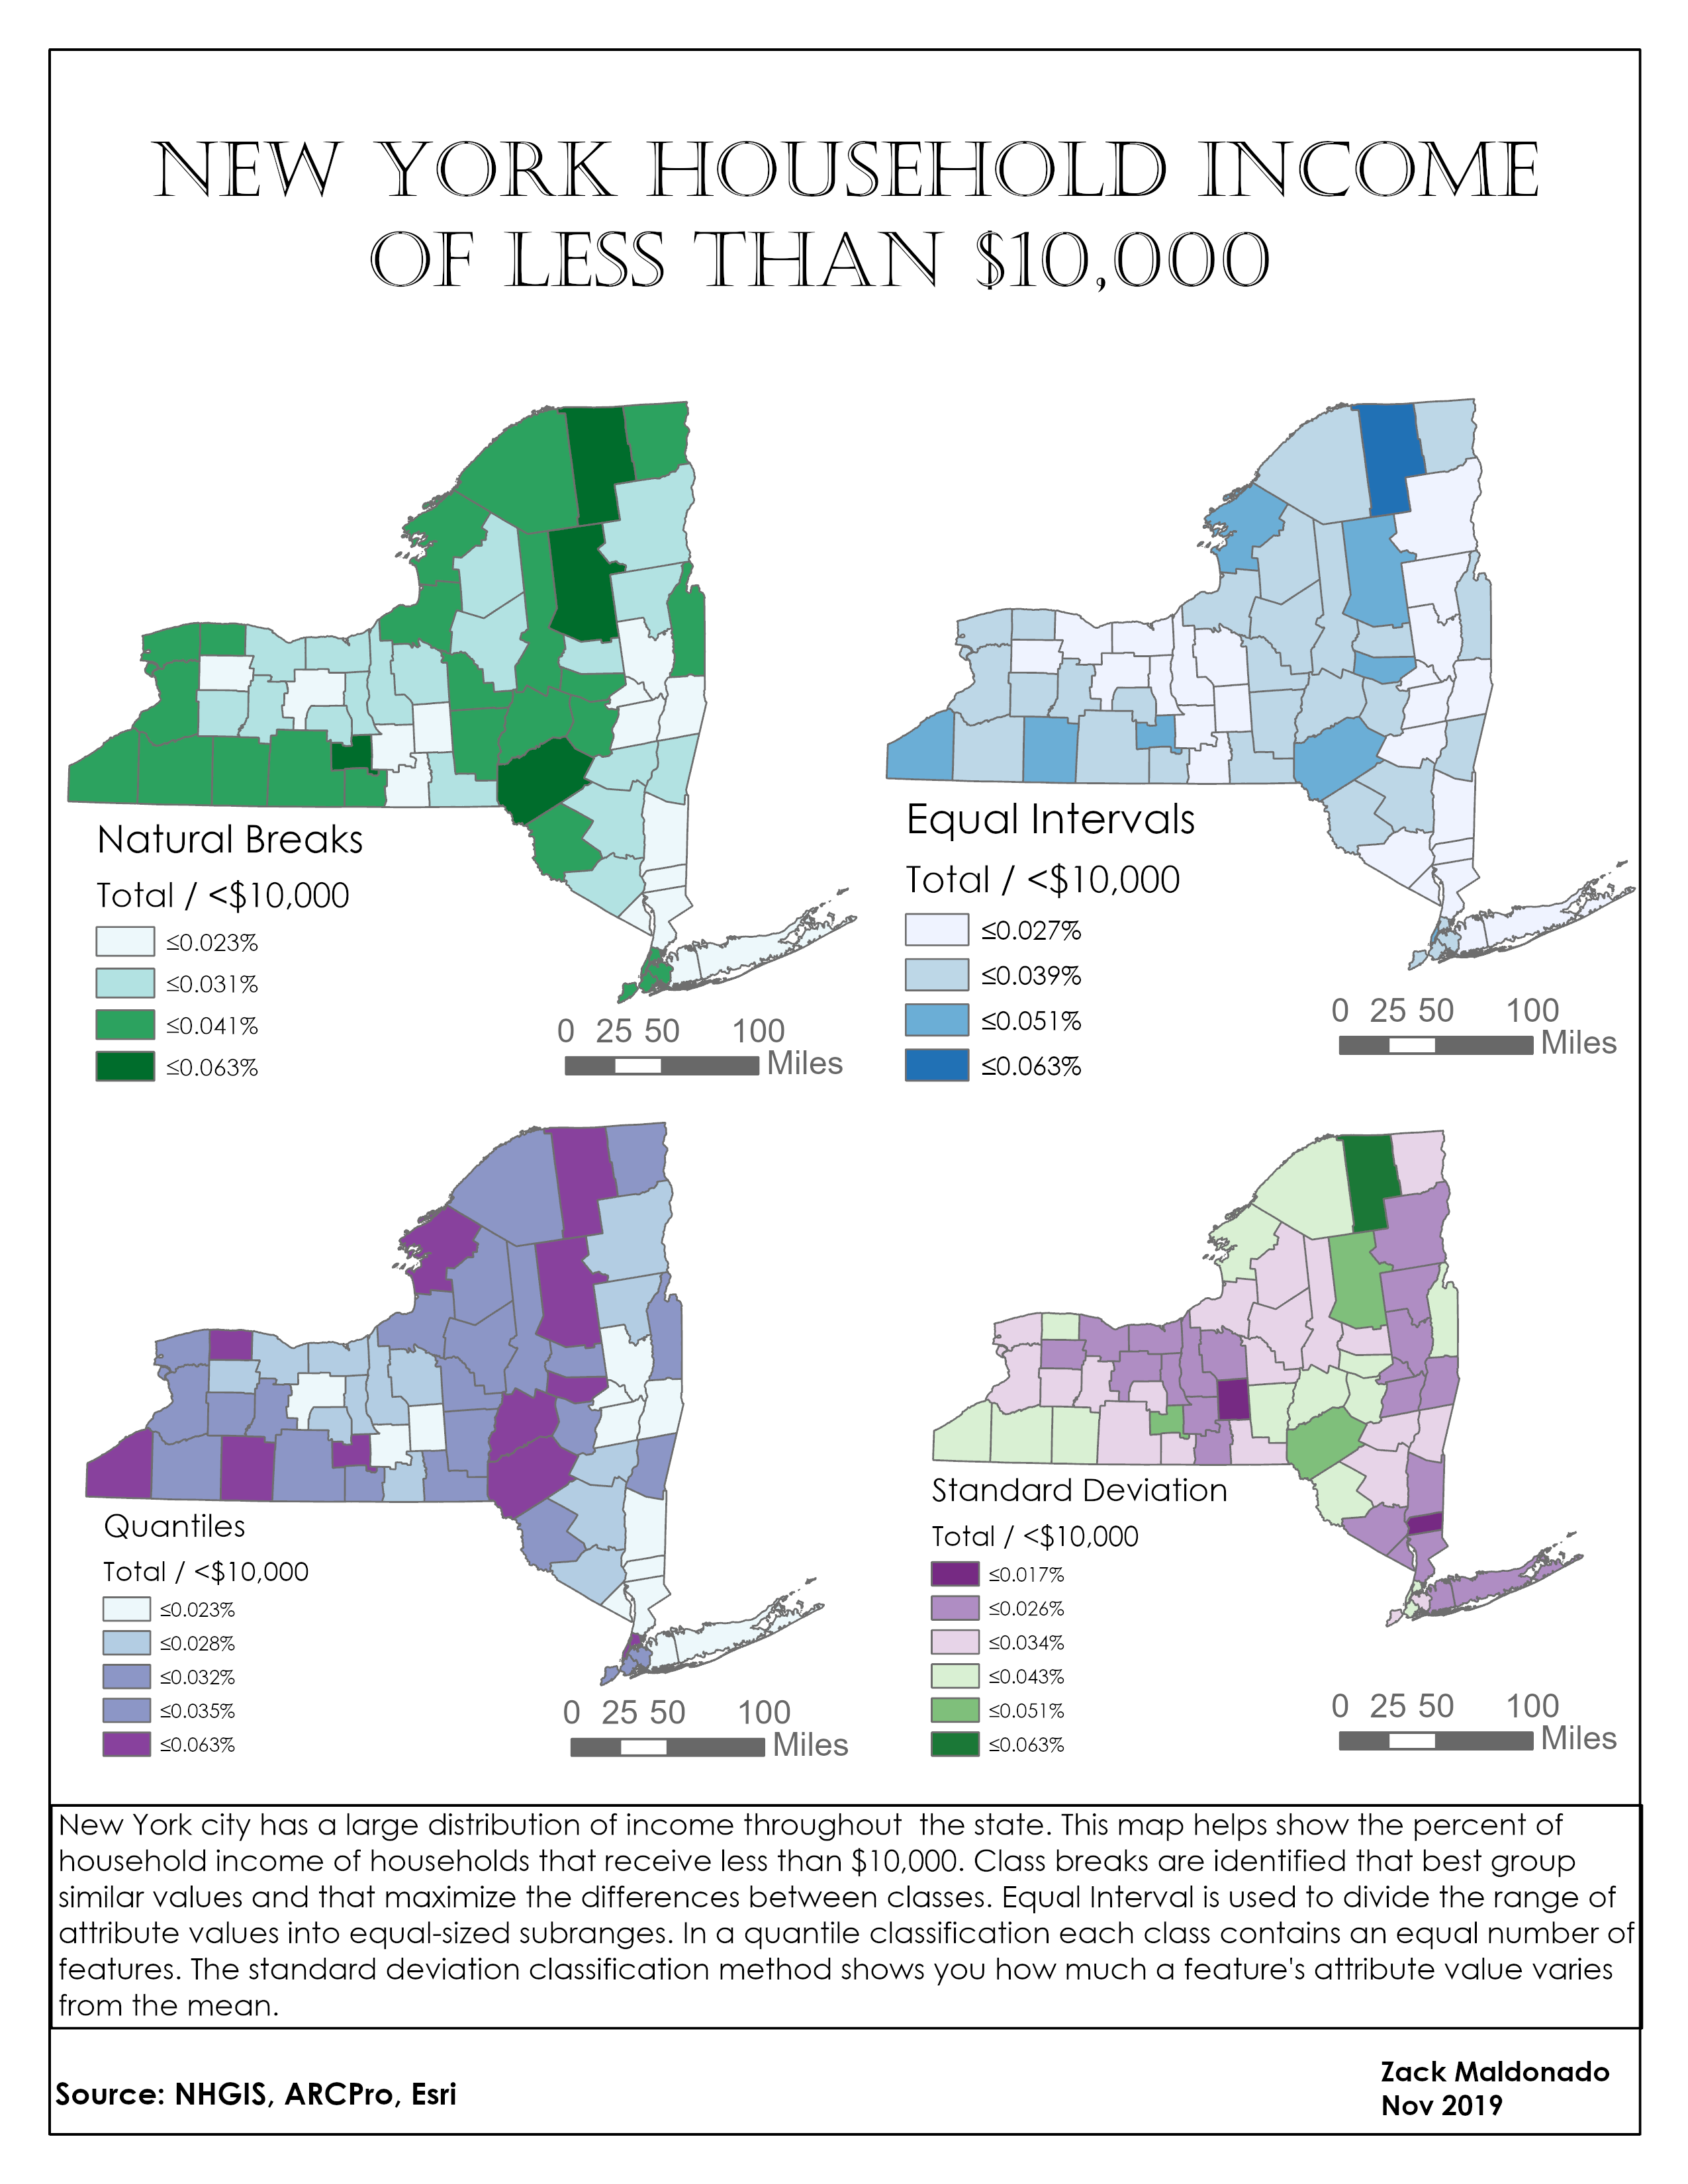 NEW YORK HOUSEHOLD INCOME
OF LESS THAN $10,000
Natural Breaks
Total / <$10,000
≤0.023%
≤0.031%
≤0.041%
≤0.063%
0 25 50 100
Miles
Equal Intervals
Total / <$10,000
≤0.027%
≤0.039%
≤0.051%
≤0.063%
0 25 50 100
Miles
Quantiles
Total / <$10,000
≤0.023%
≤0.028%
≤0.032%
≤0.035%
≤0.063%
0 25 50 100
Miles
Standard Deviation
Total / <$10,000
≤0.017%
≤0.026%
≤0.034%
≤0.043%
≤0.051%
≤0.063%
0 25 50 100
Miles
New York city has a large distribution of income throughout  the state. This map helps show the percent of
household income of households that receive less than $10,000. Class breaks are identified that best group
similar values and that maximize the differences between classes. Equal Interval is used to divide the range of
attribute values into equal-sized subranges. In a quantile classification each class contains an equal number of
features. The standard deviation classification method shows you how much a feature's attribute value varies
from the mean.
Source: NHGIS, ARCPro, Esri
Zack Maldonado
Nov 2019